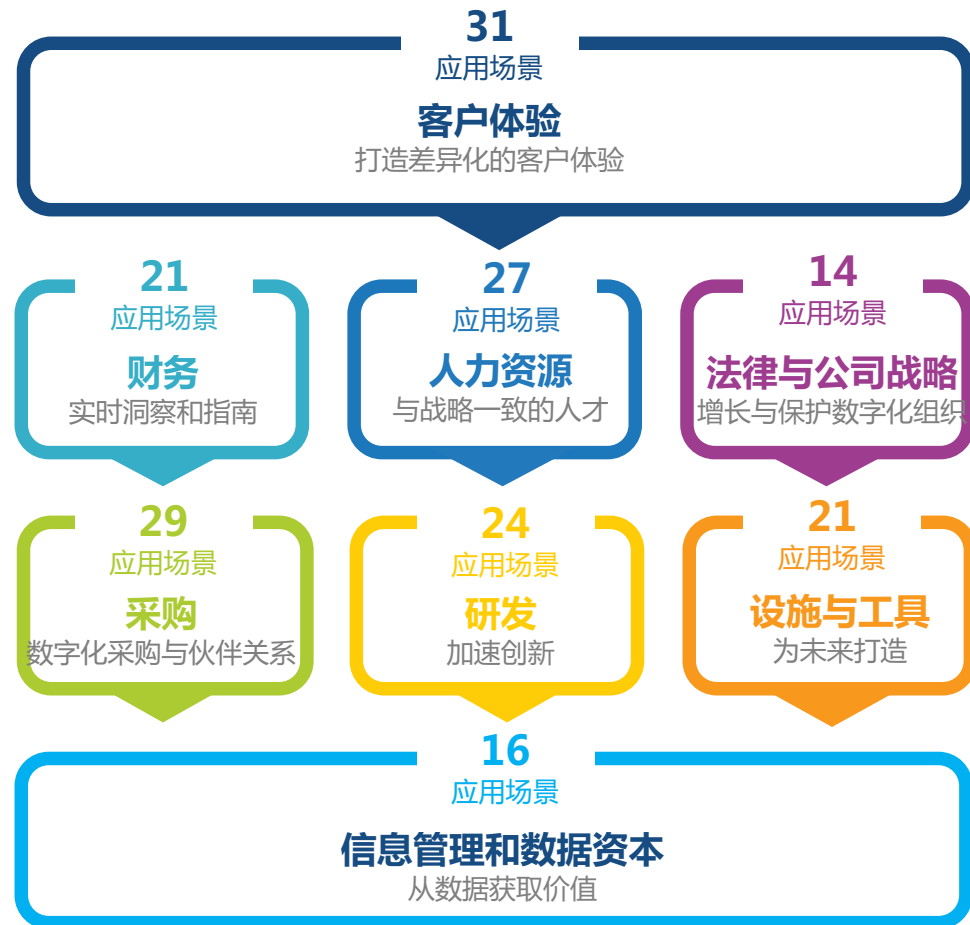 31
应用场景
客户体验
打造差异化的客户体验
21
应用场景
财务
实时洞察和指南
27
应用场景
人力资源
与战略一致的人才
14
应用场景
法律与公司战略
增长与保护数字化组织
29
应用场景
采购
数字化采购与伙伴关系
24
应用场景
研发
加速创新
21
应用场景
设施与工具
为未来打造
16
应用场景
信息管理和数据资本
从数据获取价值